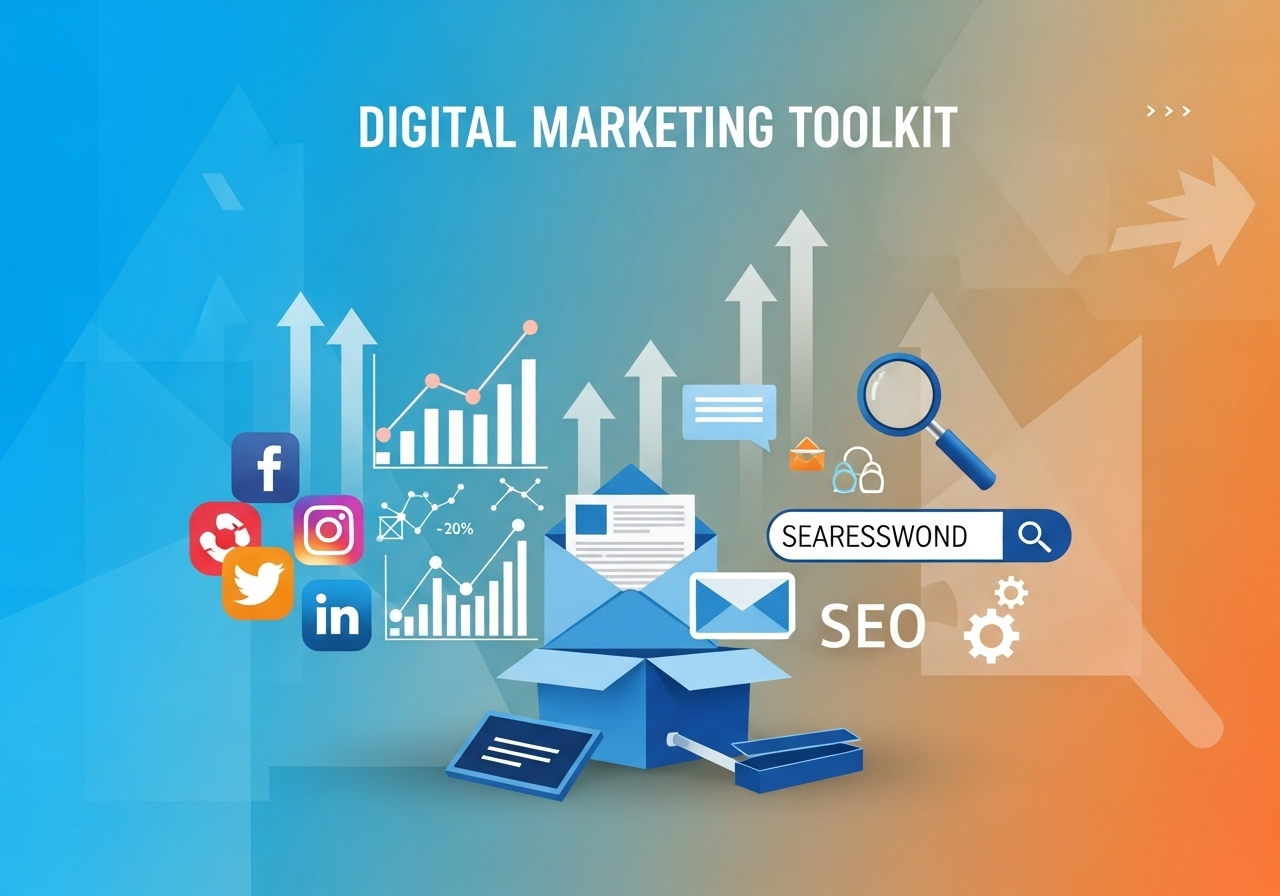 DIGITAL MARKETING TOOLKIT
> > >
f
in
-20%
SEARESSWOND
SEO